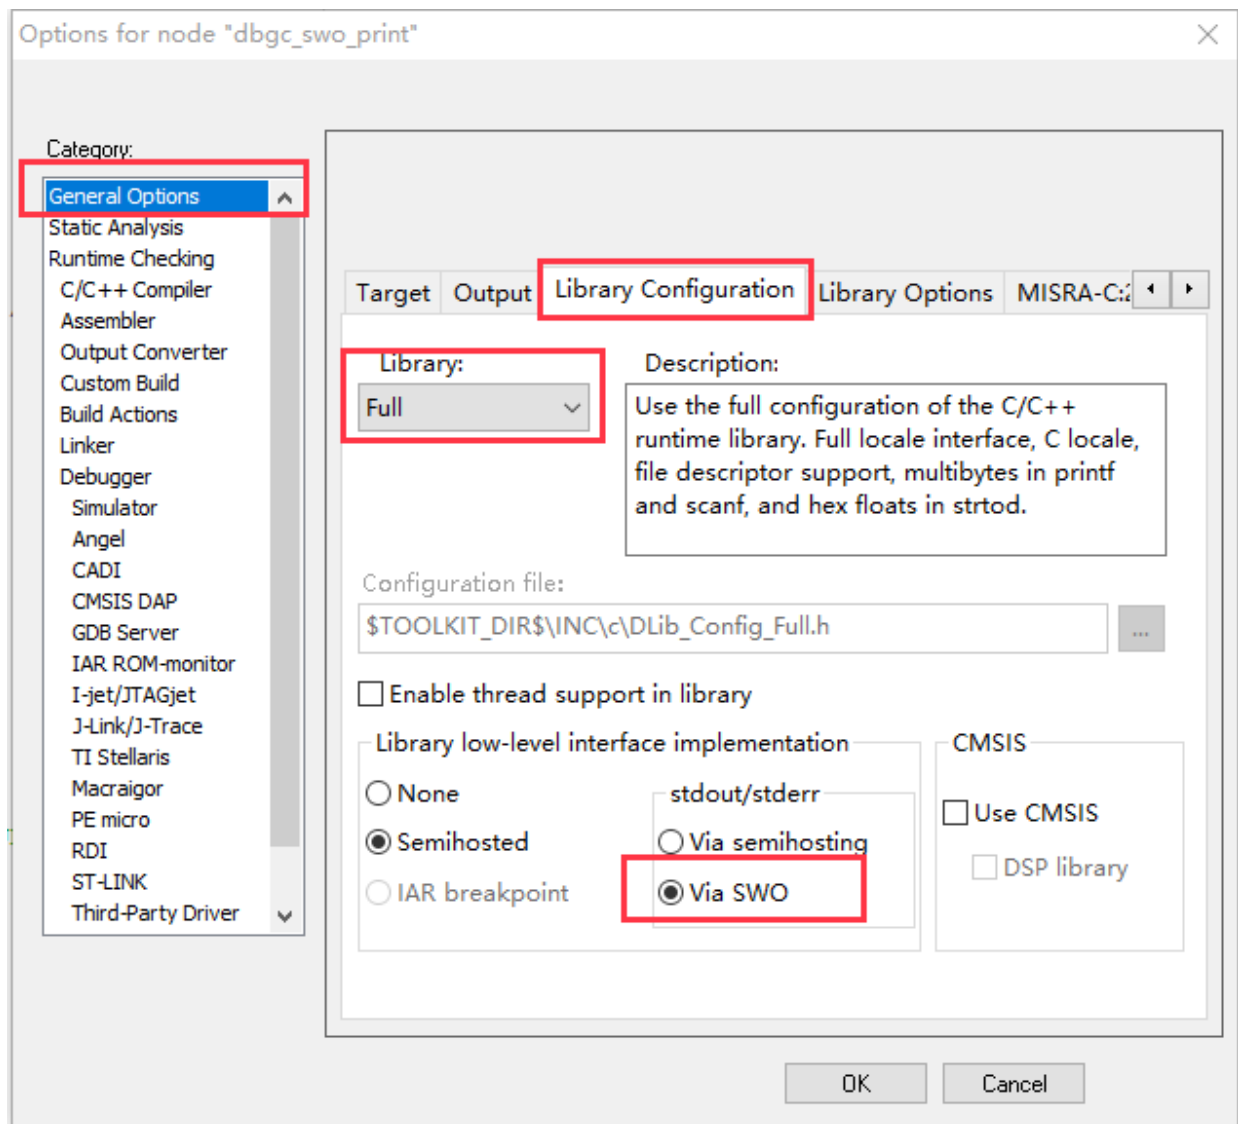 Options for node "dbgc_swo_print"
Category:
General Options
Static Analysis
Runtime Checking
C/C++ Compiler
Assembler
Output Converter
Custom Build
Build Actions
Linker
Debugger
Simulator
Angel
CADI
CMSIS DAP
GDB Server
IAR ROM-monitor
I-jet/JTAGjet
J-Link/J-Trace
TI Stellaris
Macraigor
PE micro
RDI
ST-LINK
Third-Party Driver
Target Output Library Configuration Library Options MISRA-C:
Library:
Full
Description:
Use the full configuration of the C/C++
runtime library. Full locale interface, C locale,
file descriptor support, multibytes in printf
and scanf, and hex floats in strtod.
Configuration file:
$TOOLKIT_DIR$\INC\c\DLib_Config_Full.h
...
Enable thread support in library
Library low-level interface implementation
None
Semihosted
IAR breakpoint
stdout/stderr
Via semihosting
Via SWO
CMSIS
Use CMSIS
DSP library
OK
Cancel